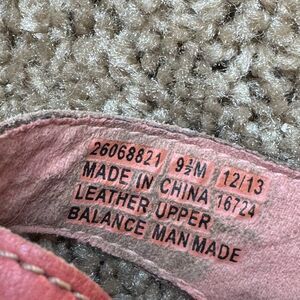 26068821 9½M 12/13
MADE IN CHINA 16724
LEATHER UPPER
BALANCE MAN MADE